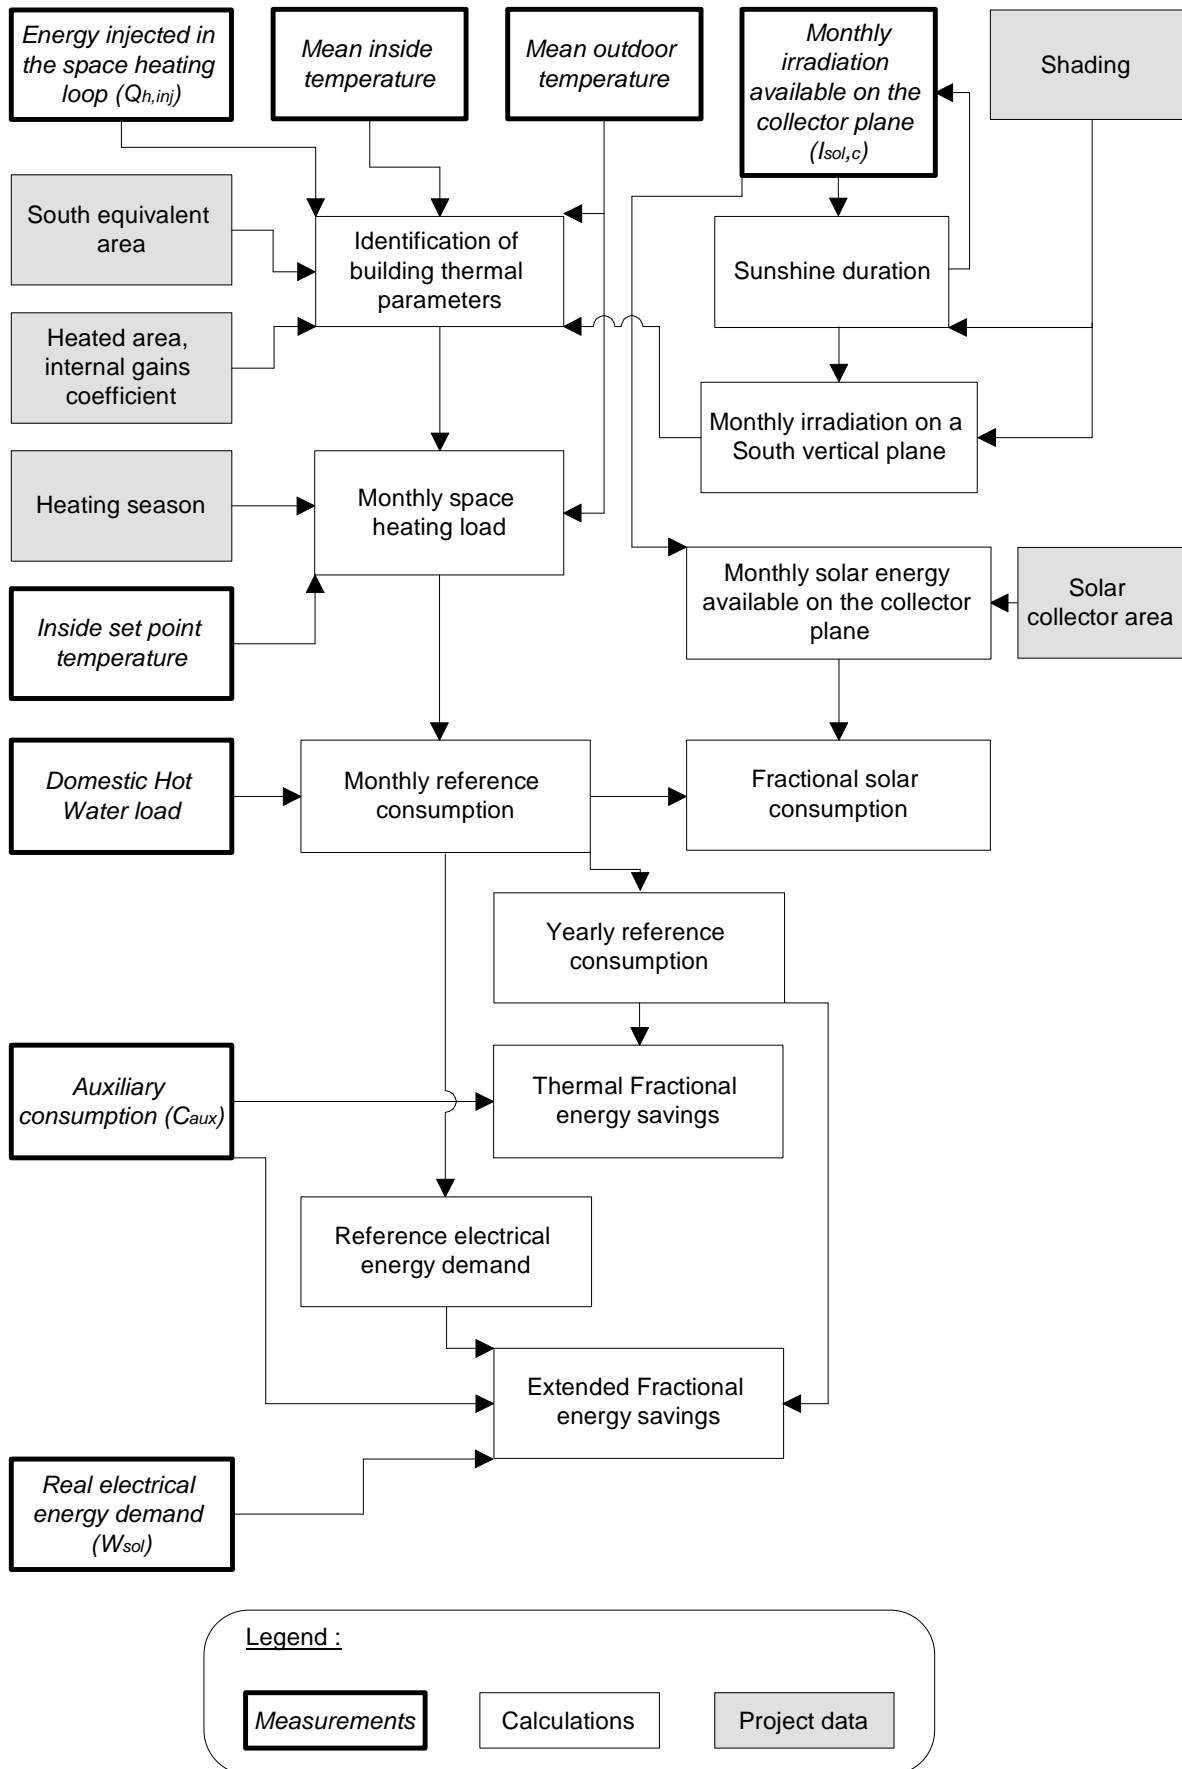 Energy injected in
the space heating
loop (Qh,inj)
Mean inside
temperature
Mean outdoor
temperature
Monthly
irradiation
available on the
collector plane
(Isol,c)
Shading
South equivalent
area
Identification of
building thermal
parameters
Sunshine duration
Heated area,
internal gains
coefficient
Monthly irradiation on a
South vertical plane
Heating season
Monthly space
heating load
Monthly solar energy
available on the collector
plane
Solar
collector area
Inside set point
temperature
Domestic Hot
Water load
Monthly reference
consumption
Fractional solar
consumption
Yearly reference
consumption
Auxiliary
consumption (Caux)
Thermal Fractional
energy savings
Reference electrical
energy demand
Extended Fractional
energy savings
Real electrical
energy demand
(Wsol)
Legend :
Measurements
Calculations
Project data